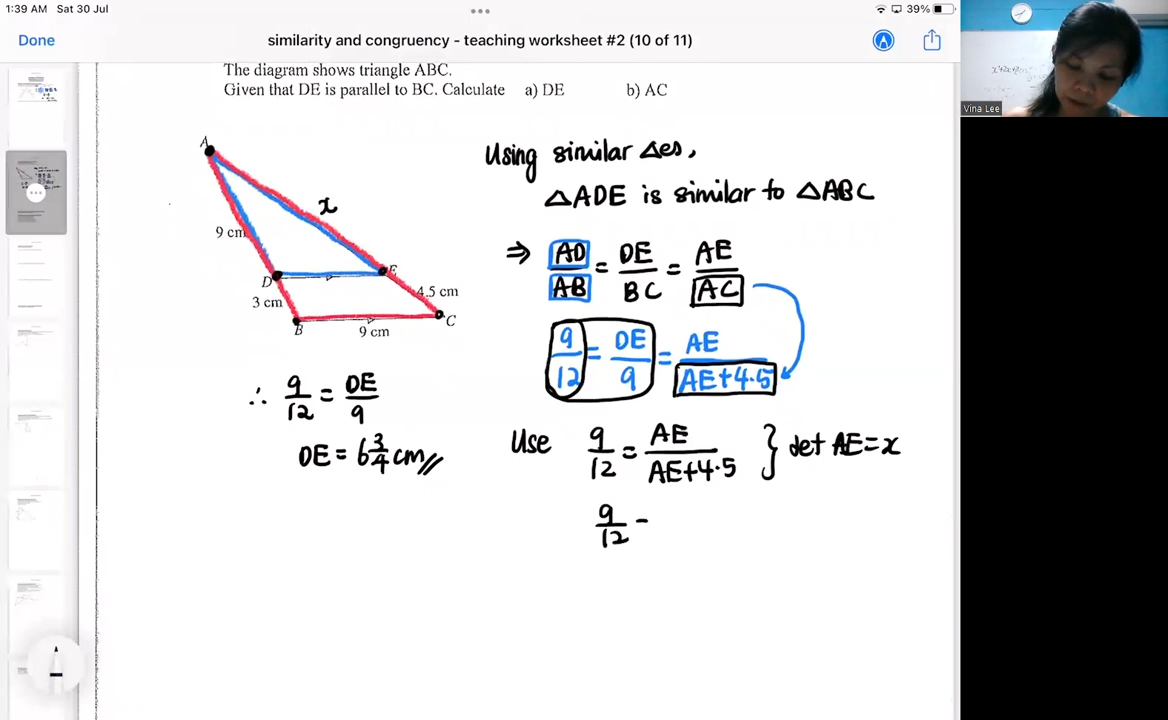 1:39 AM Sat 30 Jul
39%
Done
similarity and congruency - teaching worksheet #2 (10 of 11)
Vina Lee
The diagram shows triangle ABC.
Given that DE is parallel to BC. Calculate a) DE b) AC
A
x
9 cm
D
E
3 cm
4.5 cm
B
9 cm
C
∴ 9/12 = DE/9
DE = 6 3/4 cm
Using similar △es,
△ADE is similar to △ABC
⇒ AD/AB = DE/BC = AE/AC
9/12 = DE/9 = AE/AE+4.5
Use 9/12 = AE/AE+4.5 } let AE = x
9/12 =